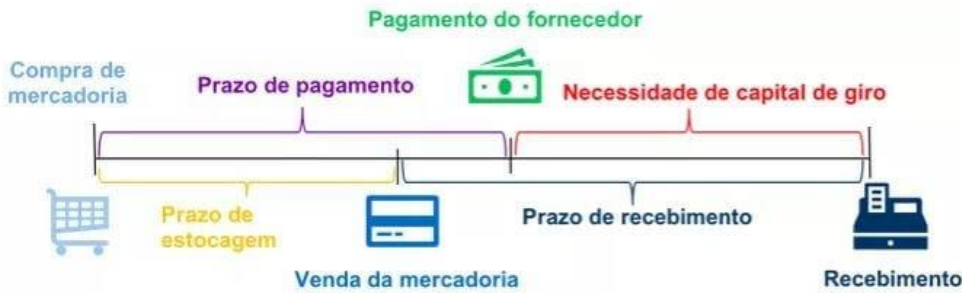 Pagamento do fornecedor
Compra de
mercadoria
Prazo de pagamento
Necessidade de capital de giro
Prazo de
estocagem
Prazo de recebimento
Venda da mercadoria
Recebimento